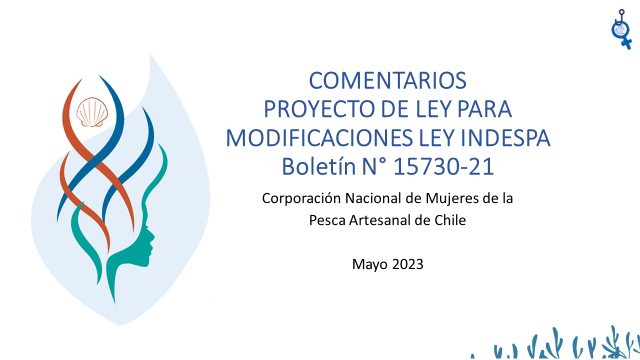 COMENTARIOS
PROYECTO DE LEY PARA
MODIFICACIONES LEY INDESPA
Boletín N° 15730-21
Corporación Nacional de Mujeres de la
Pesca Artesanal de Chile
Mayo 2023